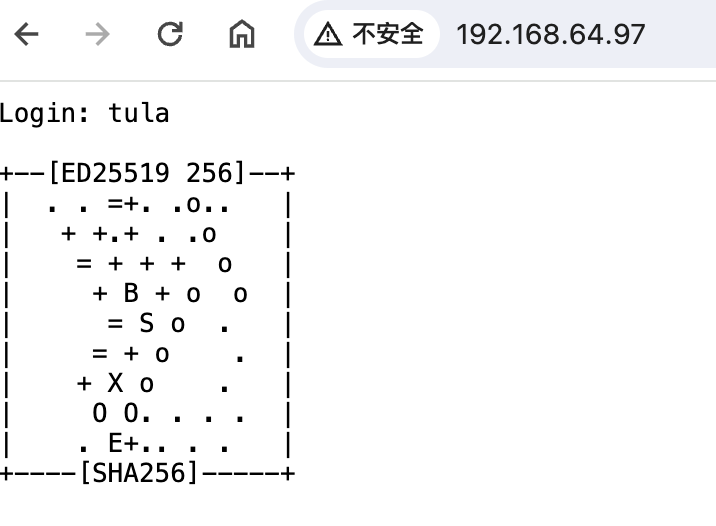 不安全 192.168.64.97
Login: tula
+--[ED25519 256]--+
|  . . =+. .o..   |
|   + +.+ . .o    |
|    = + + +  o   |
|     + B + o  o  |
|      = S o  .   |
|     = + o    .  |
|    + X o    .   |
|     O O. . . .  |
|    . E+.. . .   |
+----[SHA256]-----+